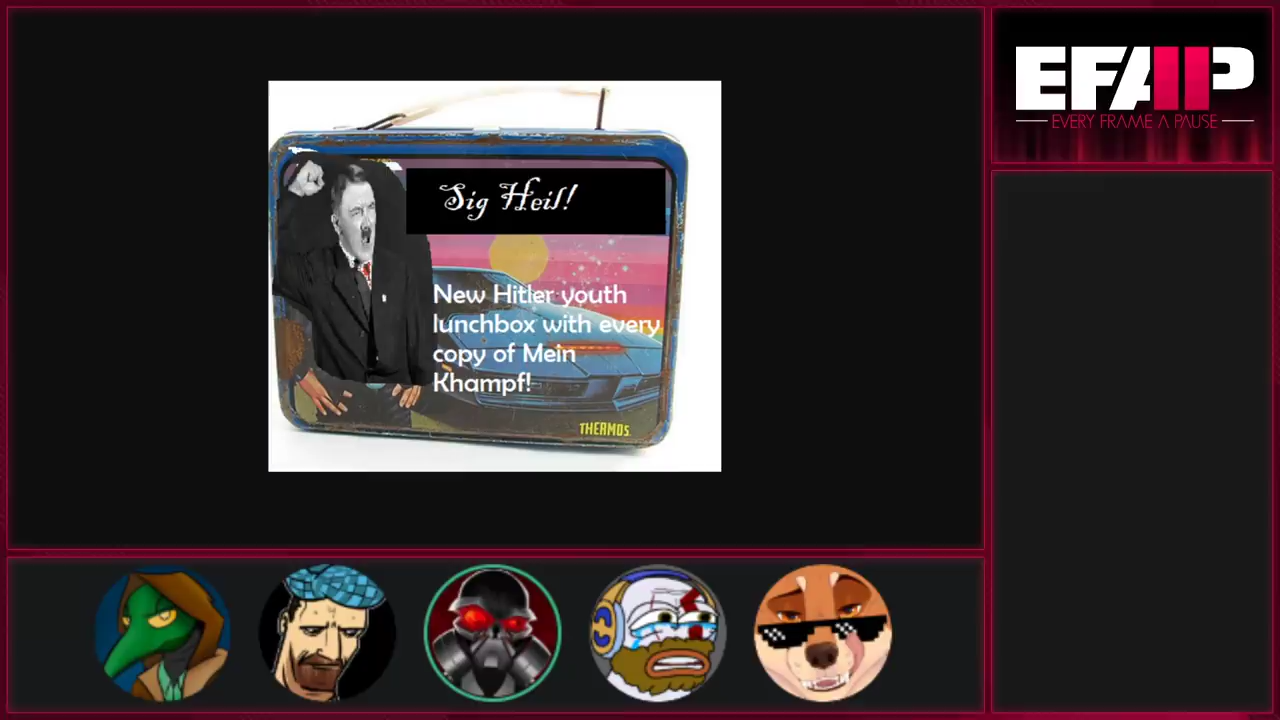 EFAP
EVERY FRAME A PAUSE
Sig Heil!
New Hitler youth
lunchbox with every
copy of Mein
Khampf!
THERMOS